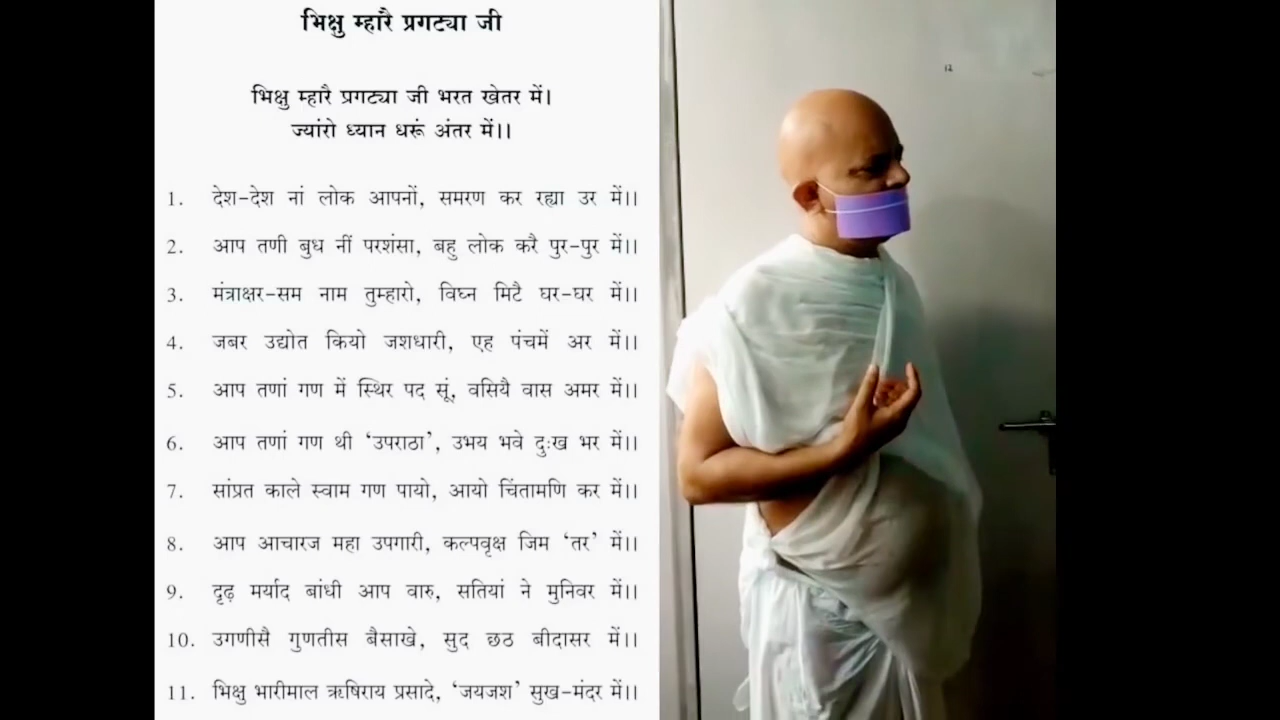 भिक्षु म्हारै प्रगट्या जी
भिक्षु म्हारै प्रगट्या जी भरत खेतर में।
ज्यांरो ध्यान धरूं अंतर में।।
1. देश-देश नां लोक आपनों, समरण कर रह्या उर में।।
2. आप तणी बुध नीं परशंसा, बहु लोक करै पुर-पुर में।।
3. मंत्राक्षर-सम नाम तुम्हारो, विघ्न मिटै घर-घर में।।
4. जबर उद्योत कियो जशधारी, एह पंचमें अर में।।
5. आप तणां गण में स्थिर पद सूं, वसियै वास अमर में।।
6. आप तणां गण थी ‘उपराठा’, उभय भवे दुःख भर में।।
7. सांप्रत काले स्वाम गण पायो, आयो चिंतामणि कर में।।
8. आप आचारज महा उपगारी, कल्पवृक्ष जिम ‘तर’ में।।
9. दृढ़ मर्याद बांधी आप वारु, सतियां ने मुनिवर में।।
10. उगणीसै गुणतीस बैसाखे, सुद छठ बीदासर में।।
11. भिक्षु भारीमाल ऋषिराय प्रसादे, ‘जयजश’ सुख-मंदर में।।
12